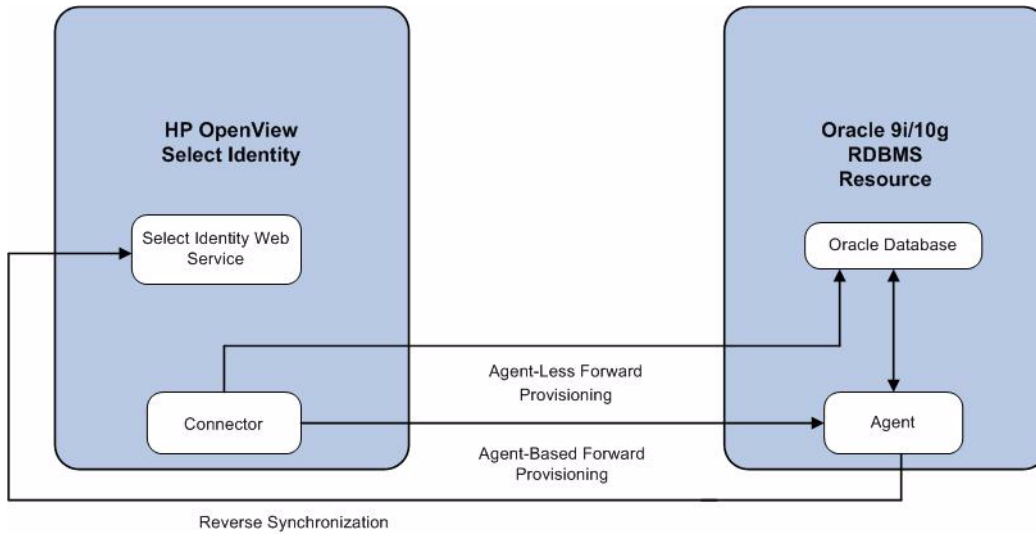 HP OpenView
Select Identity
Oracle 9i/10g
RDBMS
Resource
Select Identity Web
Service
Oracle Database
Agent-Less Forward
Provisioning
Connector
Agent
Agent-Based Forward
Provisioning
Reverse Synchronization